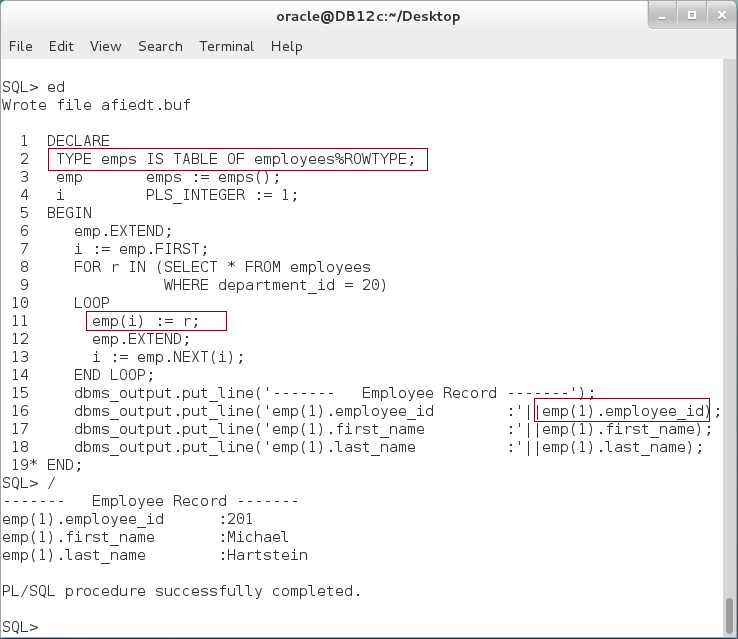 oracle@DB12c:~/Desktop
File Edit View Search Terminal Help
SQL> ed
Wrote file afiedt.buf
  1  DECLARE
  2   TYPE emps IS TABLE OF employees%ROWTYPE;
  3   emp       emps := emps();
  4   i         PLS_INTEGER := 1;
  5  BEGIN
  6     emp.EXTEND;
  7     i := emp.FIRST;
  8     FOR r IN (SELECT * FROM employees
  9               WHERE department_id = 20)
 10     LOOP
 11       emp(i) := r;
 12       emp.EXTEND;
 13       i := emp.NEXT(i);
 14     END LOOP;
 15     dbms_output.put_line('-------   Employee Record -------');
 16     dbms_output.put_line('emp(1).employee_id        :'||emp(1).employee_id);
 17     dbms_output.put_line('emp(1).first_name         :'||emp(1).first_name);
 18     dbms_output.put_line('emp(1).last_name          :'||emp(1).last_name);
 19* END;
SQL> /
-------   Employee Record -------
emp(1).employee_id      :201
emp(1).first_name       :Michael
emp(1).last_name        :Hartstein
PL/SQL procedure successfully completed.
SQL>